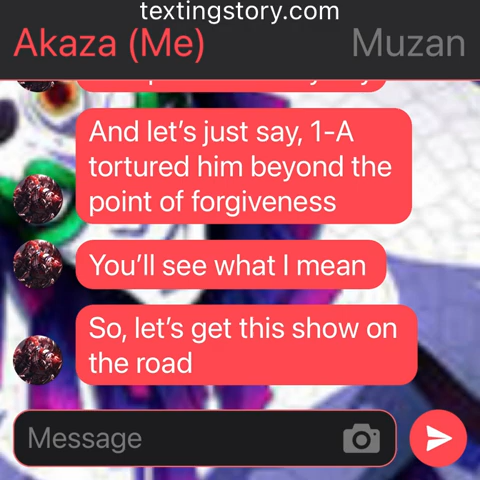 textingstory.com
Akaza (Me) Muzan
And let’s just say, 1-A
tortured him beyond the
point of forgiveness
You’ll see what I mean
So, let’s get this show on
the road
Message